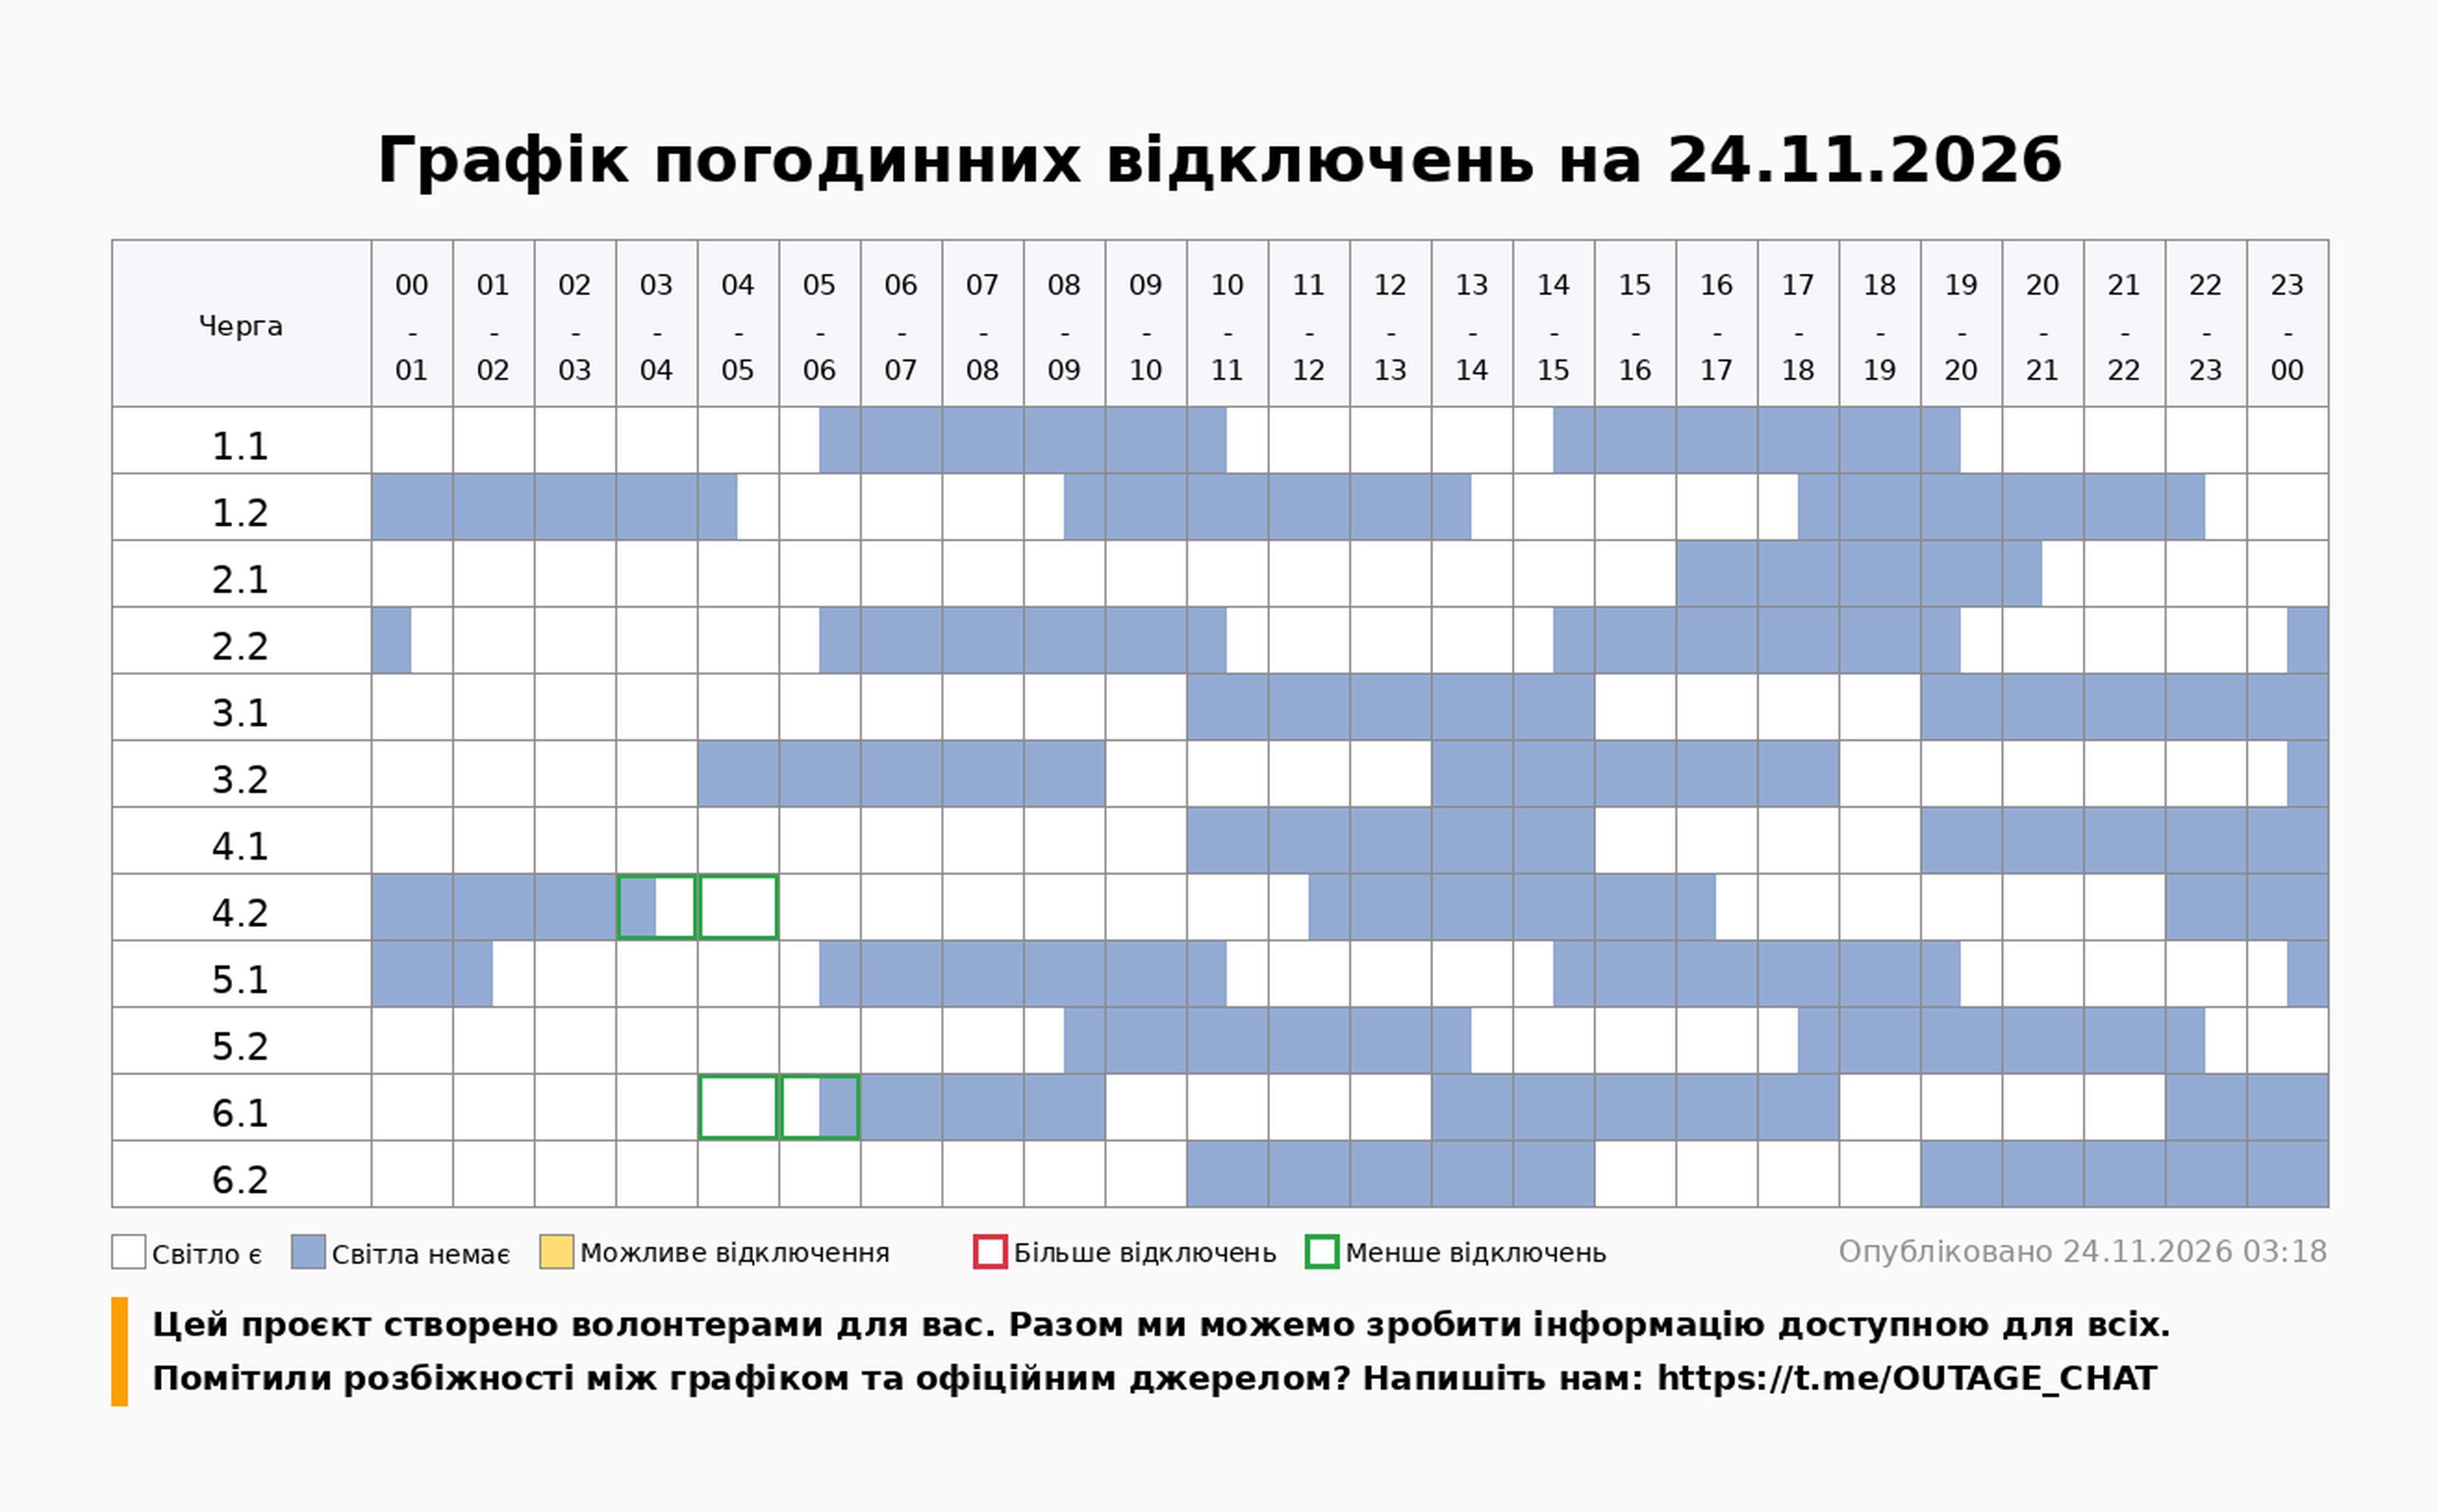 Графік погодинних відключень на 24.11.2026
Черга
00 - 01
01 - 02
02 - 03
03 - 04
04 - 05
05 - 06
06 - 07
07 - 08
08 - 09
09 - 10
10 - 11
11 - 12
12 - 13
13 - 14
14 - 15
15 - 16
16 - 17
17 - 18
18 - 19
19 - 20
20 - 21
21 - 22
22 - 23
23 - 00
1.1
1.2
2.1
2.2
3.1
3.2
4.1
4.2
5.1
5.2
6.1
6.2
Світло є
Світла немає
Можливе відключення
Більше відключень
Менше відключень
Опубліковано 24.11.2026 03:18
Цей проєкт створено волонтерами для вас. Разом ми можемо зробити інформацію доступною для всіх.
Помітили розбіжності між графіком та офіційним джерелом? Напишіть нам: https://t.me/OUTAGE_CHAT